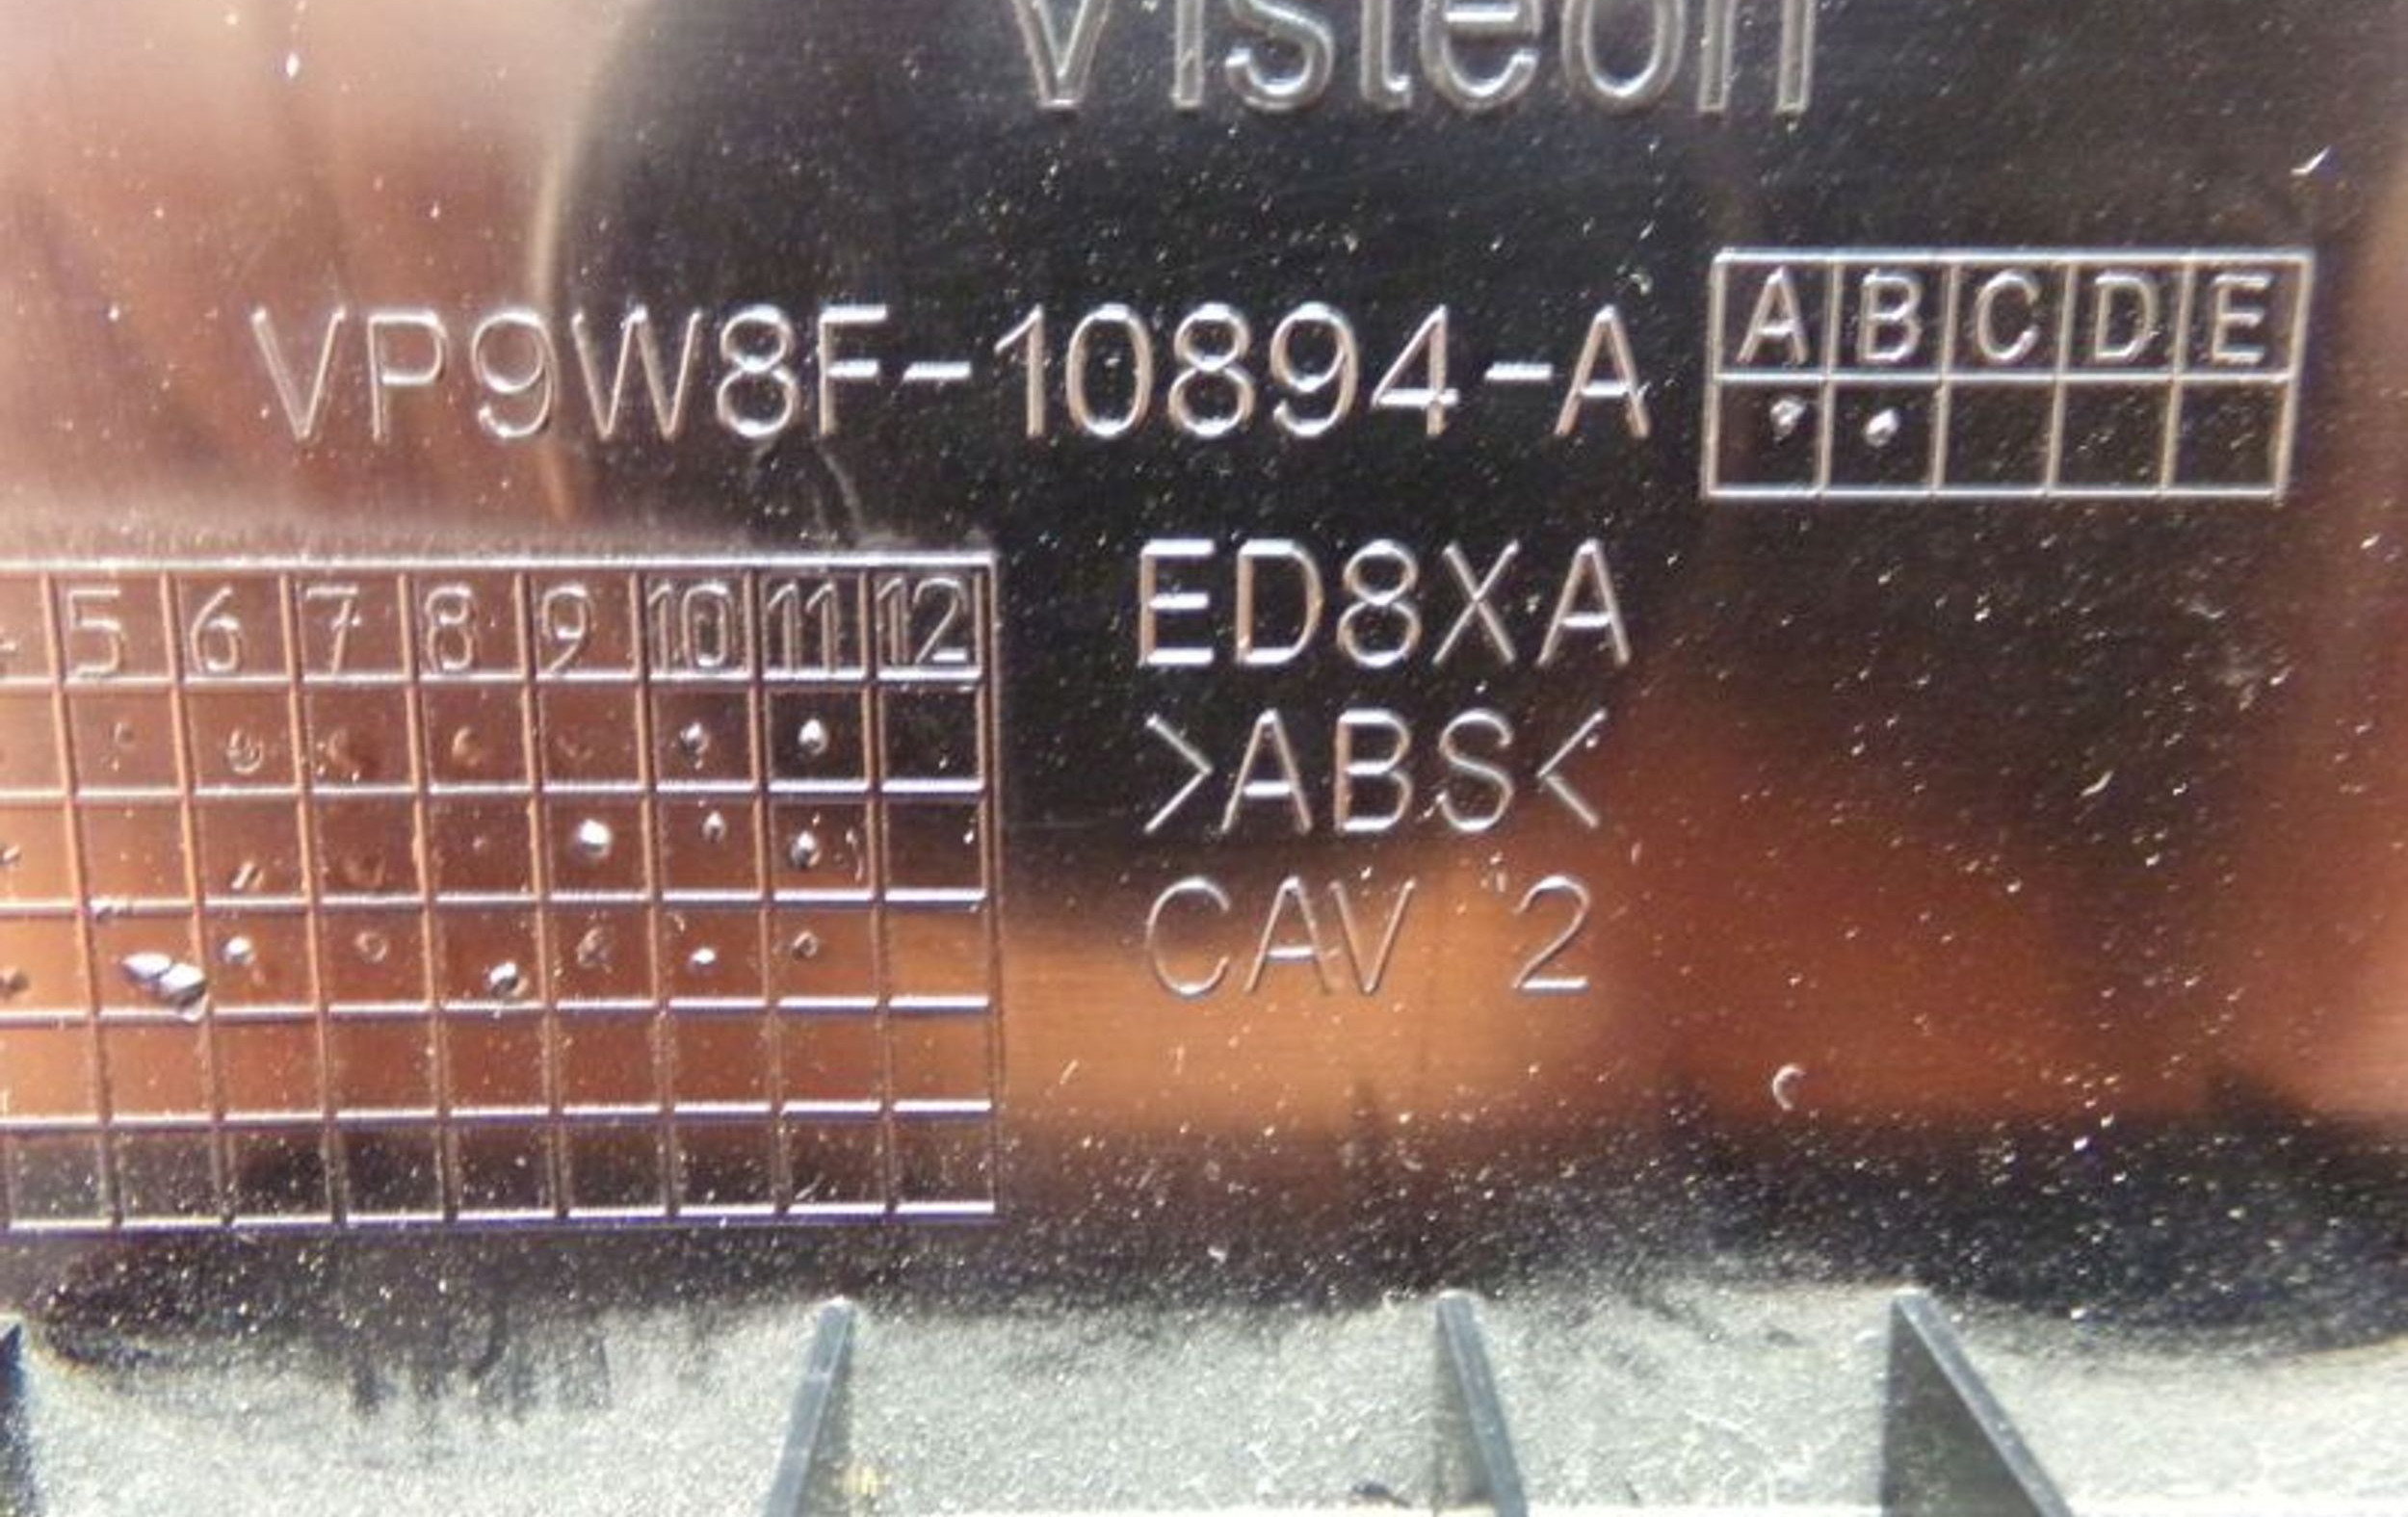 Visteon
VP9W8F-10894-A
A B C D E
5 6 7 8 9 10 11 12
ED8XA
>ABS<
CAV 2